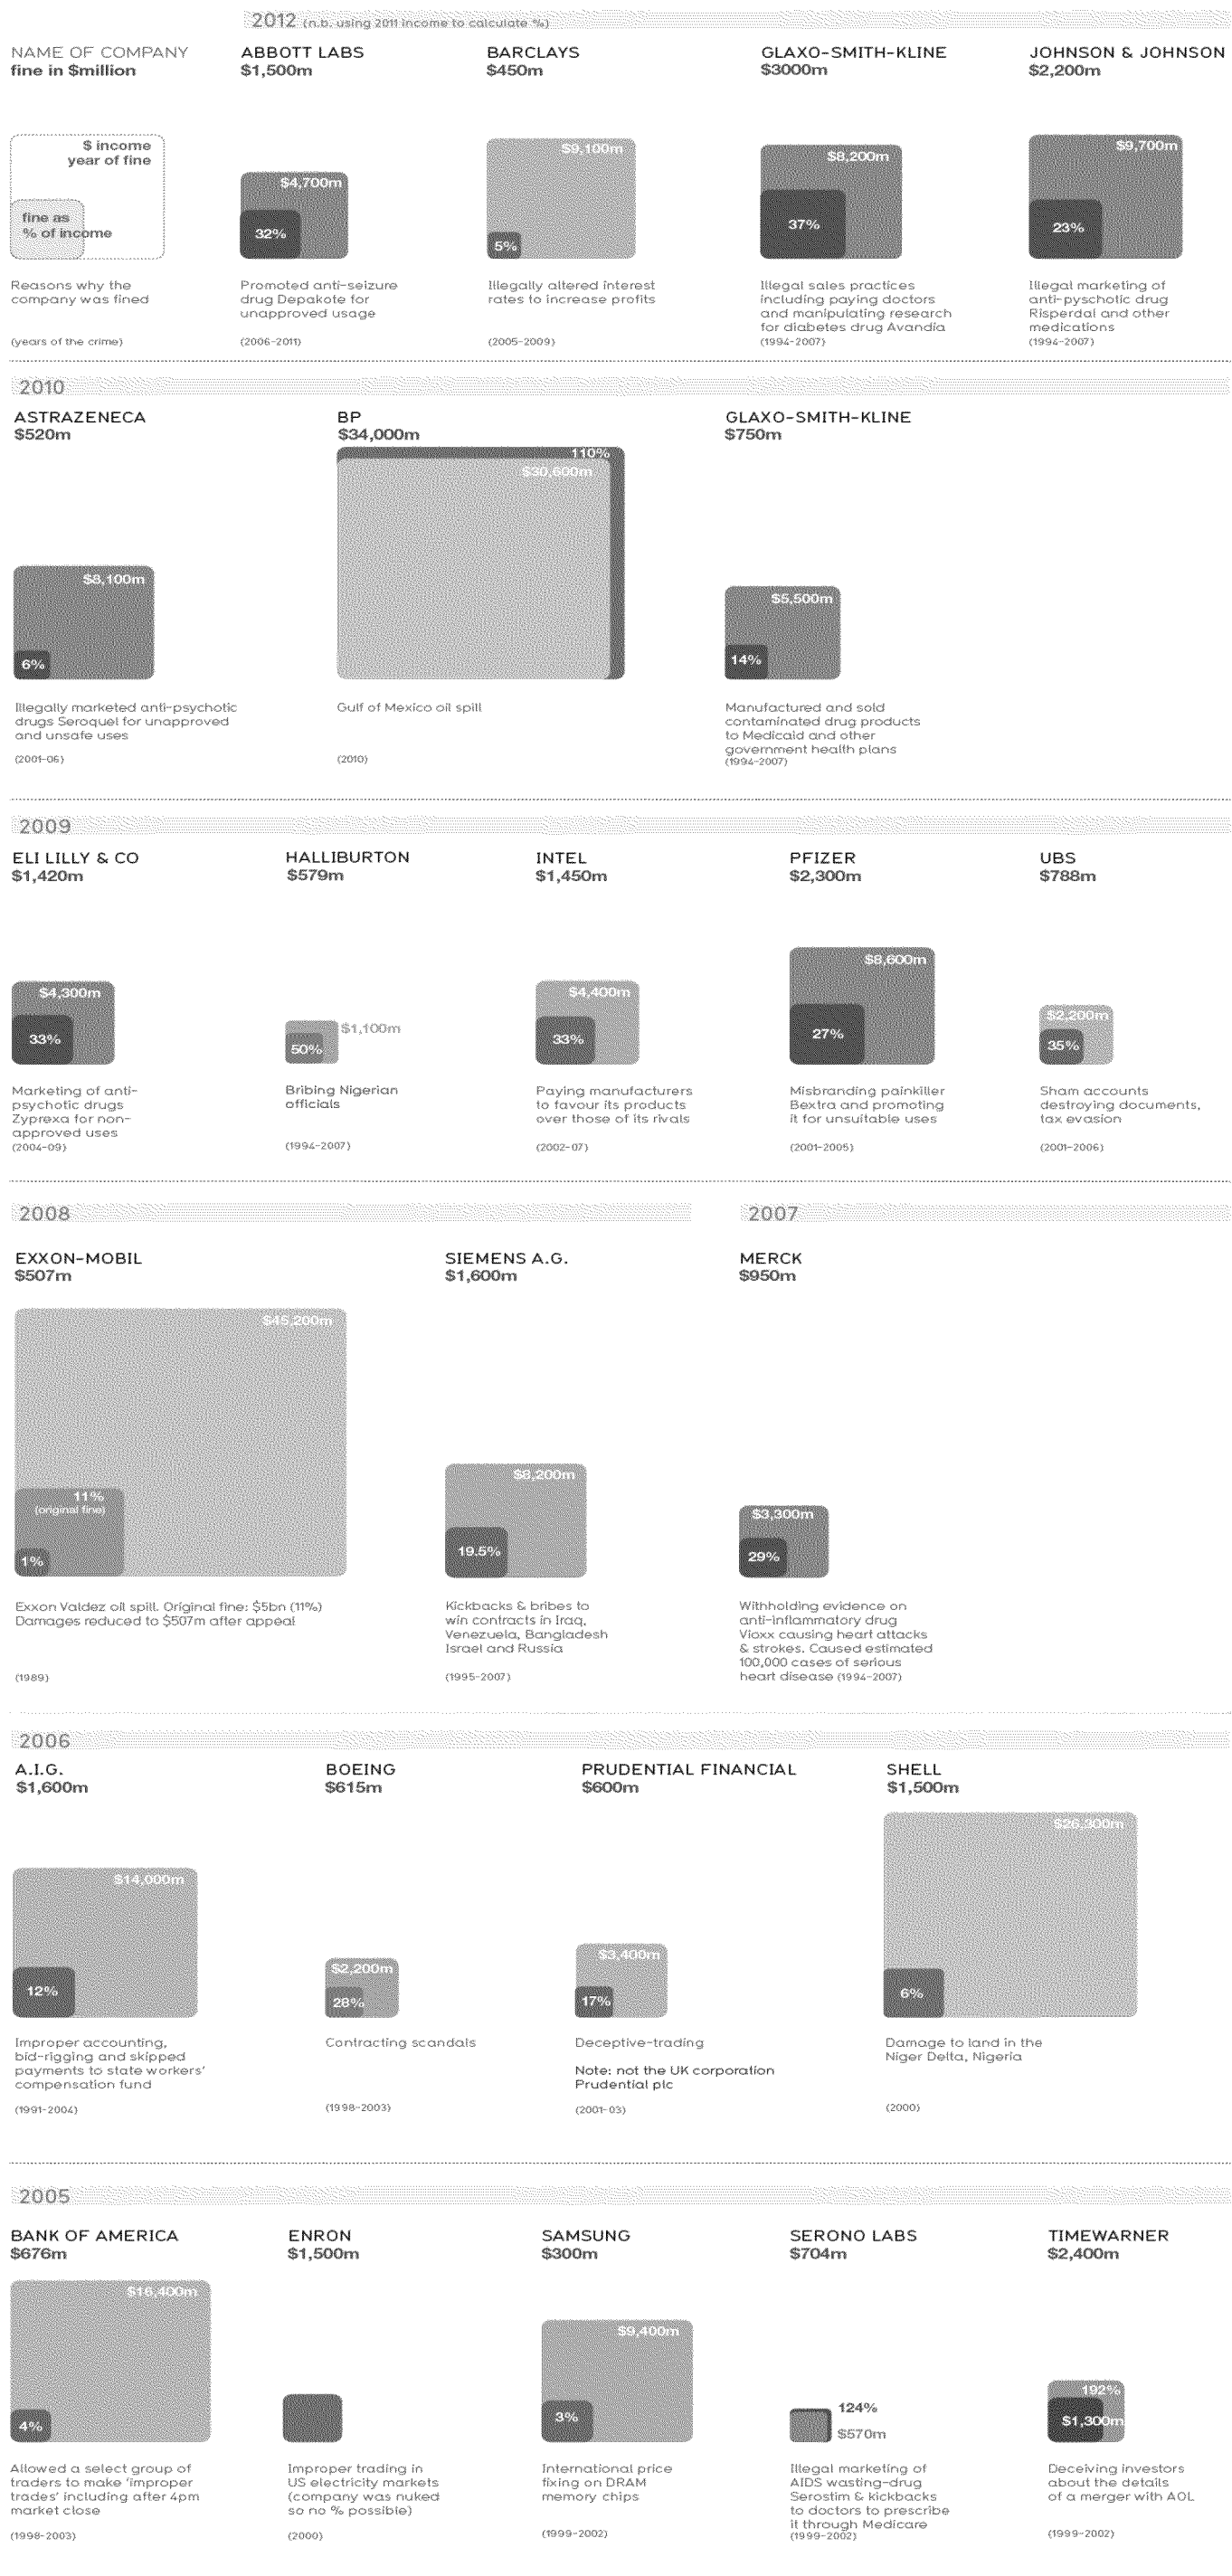 2012 (n.b. using 2011 income to calculate %)
NAME OF COMPANY
fine in $million
$ income
year of fine
fine as
% of income
Reasons why the
company was fined
(years of the crime)
ABBOTT LABS
$1,500m
$4,700m
32%
Promoted anti-seizure
drug Depakote for
unapproved usage
(2006-2011)
BARCLAYS
$450m
$9,100m
5%
Illegally altered interest
rates to increase profits
(2005-2009)
GLAXO-SMITH-KLINE
$3000m
$8,200m
37%
Illegal sales practices
including paying doctors
and manipulating research
for diabetes drug Avandia
(1994-2007)
JOHNSON & JOHNSON
$2,200m
$9,700m
23%
Illegal marketing of
anti-pyschotic drug
Risperdal and other
medications
(1994-2007)
2010
ASTRAZENECA
$520m
$8,100m
6%
Illegally marketed anti-psychotic
drugs Seroquel for unapproved
and unsafe uses
(2001-06)
BP
$34,000m
110%
$30,600m
Gulf of Mexico oil spill
(2010)
GLAXO-SMITH-KLINE
$750m
$5,500m
14%
Manufactured and sold
contaminated drug products
to Medicaid and other
government health plans
(1994-2007)
2009
ELI LILLY & CO
$1,420m
$4,300m
33%
Marketing of anti-
psychotic drugs
Zyprexa for non-
approved uses
(2004-09)
HALLIBURTON
$579m
$1,100m
50%
Bribing Nigerian
officials
(1994-2007)
INTEL
$1,450m
$4,400m
33%
Paying manufacturers
to favour its products
over those of its rivals
(2002-07)
PFIZER
$2,300m
$8,600m
27%
Misbranding painkiller
Bextra and promoting
it for unsuitable uses
(2001-2005)
UBS
$788m
$2,200m
35%
Sham accounts
destroying documents,
tax evasion
(2001-2006)
2008
EXXON-MOBIL
$507m
$45,200m
11%
(original fine)
1%
Exxon Valdez oil spill. Original fine: $5bn (11%)
Damages reduced to $507m after appeal
(1989)
SIEMENS A.G.
$1,600m
$8,200m
19.5%
Kickbacks & bribes to
win contracts in Iraq,
Venezuela, Bangladesh
Israel and Russia
(1995-2007)
2007
MERCK
$950m
$3,300m
29%
Withholding evidence on
anti-inflammatory drug
Vioxx causing heart attacks
& strokes. Caused estimated
100,000 cases of serious
heart disease (1994-2007)
2006
A.I.G.
$1,600m
$14,000m
12%
Improper accounting,
bid-rigging and skipped
payments to state workers'
compensation fund
(1991-2004)
BOEING
$615m
$2,200m
28%
Contracting scandals
(1998-2003)
PRUDENTIAL FINANCIAL
$600m
$3,400m
17%
Deceptive-trading
Note: not the UK corporation
Prudential plc
(2001-03)
SHELL
$1,500m
$26,300m
6%
Damage to land in the
Niger Delta, Nigeria
(2000)
2005
BANK OF AMERICA
$676m
$16,400m
4%
Allowed a select group of
traders to make 'improper
trades' including after 4pm
market close
(1998-2003)
ENRON
$1,500m
Improper trading in
US electricity markets
(company was nuked
so no % possible)
(2000)
SAMSUNG
$300m
$9,400m
3%
International price
fixing on DRAM
memory chips
(1999-2002)
SERONO LABS
$704m
124%
$570m
Illegal marketing of
AIDS wasting-drug
Serostim & kickbacks
to doctors to prescribe
it through Medicare
(1999-2002)
TIMEWARNER
$2,400m
192%
$1,300m
Deceiving investors
about the details
of a merger with AOL
(1999-2002)